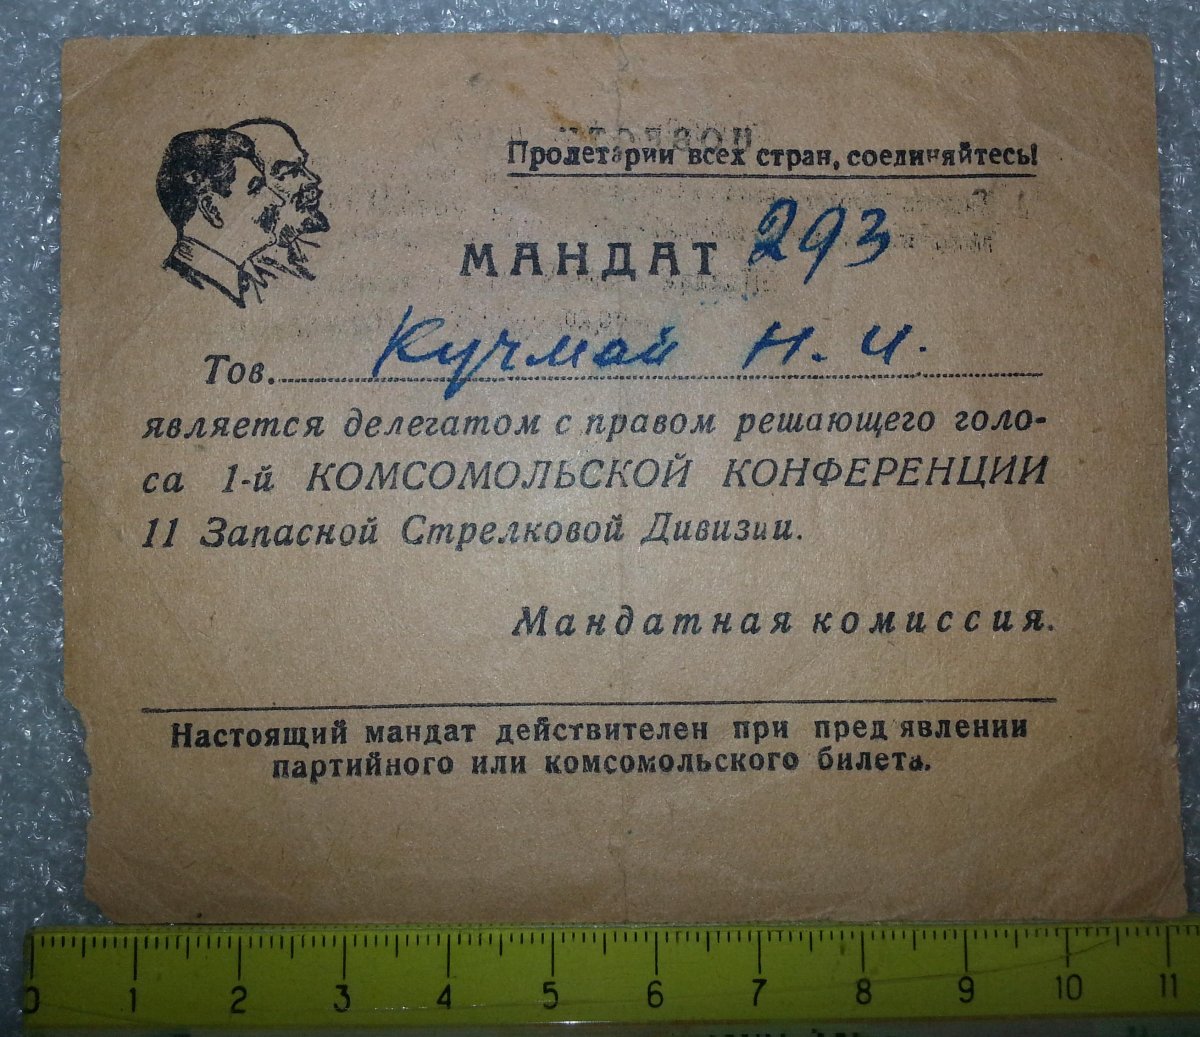 Пролетарии всех стран, соединяйтесь!
МАНДАТ 293
Тов. Кучмай Н. И.
является делегатом с правом решающего голо-
са 1-й КОМСОМОЛЬСКОЙ КОНФЕРЕНЦИИ
11 Запасной Стрелковой Дивизии.
Мандатная комиссия.
Настоящий мандат действителен при пред явлении
партийного или комсомольского билета.
0 1 2 3 4 5 6 7 8 9 10 11